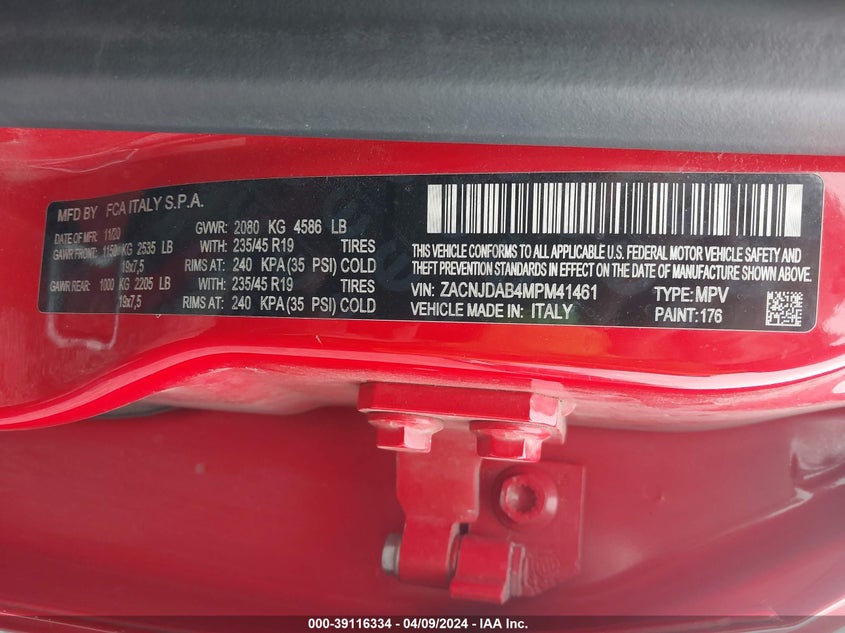 MFD BY FCA ITALY S.P.A.
DATE OF MFR. 11/20 GVWR: 2080 KG 4586 LB
GAWR FRONT: 1150 KG 2535 LB WITH: 235/45 R19 TIRES
19x7,5 RIMS AT: 240 KPA (35 PSI) COLD
GAWR REAR: 1000 KG 2205 LB WITH: 235/45 R19 TIRES
19x7,5 RIMS AT: 240 KPA (35 PSI) COLD
THIS VEHICLE CONFORMS TO ALL APPLICABLE U.S. FEDERAL MOTOR VEHICLE SAFETY AND
THEFT PREVENTION STANDARDS IN EFFECT ON THE DATE OF MANUFACTURE SHOWN ABOVE.
VIN: ZACNJDAB4MPM41461 TYPE: MPV
VEHICLE MADE IN: ITALY PAINT: 176
000-39116334 - 04/09/2024 - IAA Inc.